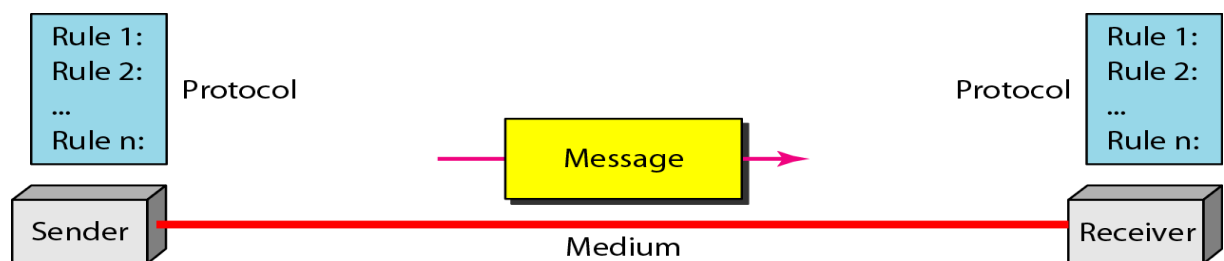 Rule 1:
Rule 2:
...
Rule n:
Protocol
Message
Protocol
Rule 1:
Rule 2:
...
Rule n:
Sender
Medium
Receiver